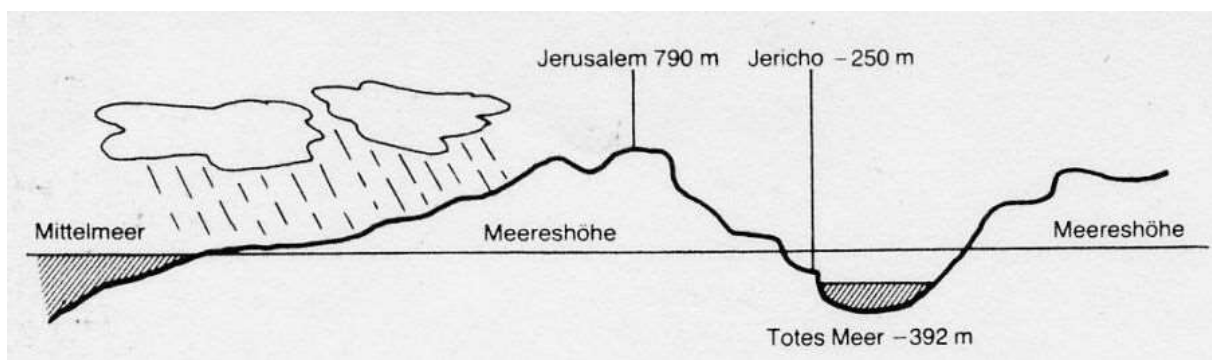 Jerusalem 790 m
Jericho – 250 m
Mittelmeer
Meereshöhe
Meereshöhe
Totes Meer –392 m